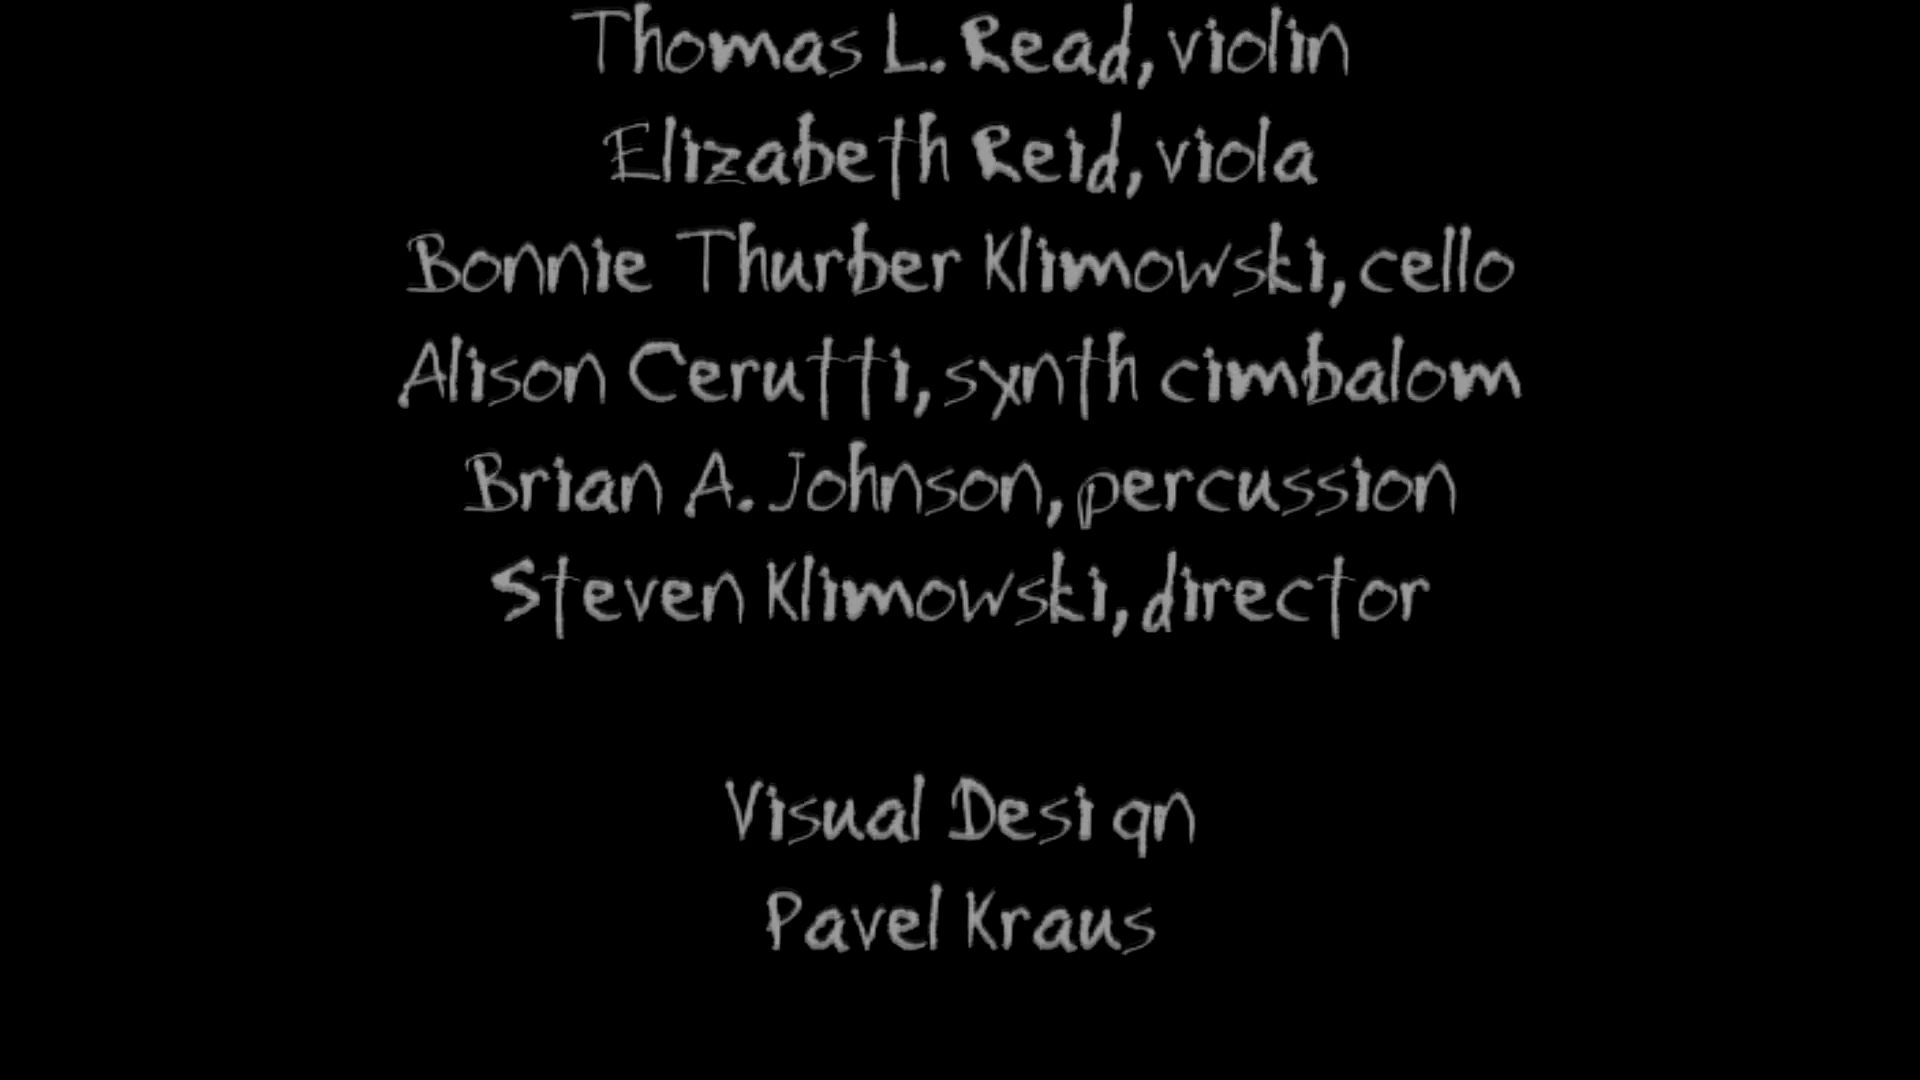 Thomas L. Read, violin
Elizabeth Reid, viola
Bonnie Thurber Klimowski, cello
Alison Cerutti, synth cimbalom
Brian A. Johnson, percussion
Steven Klimowski, director
Visual Design
Pavel Kraus